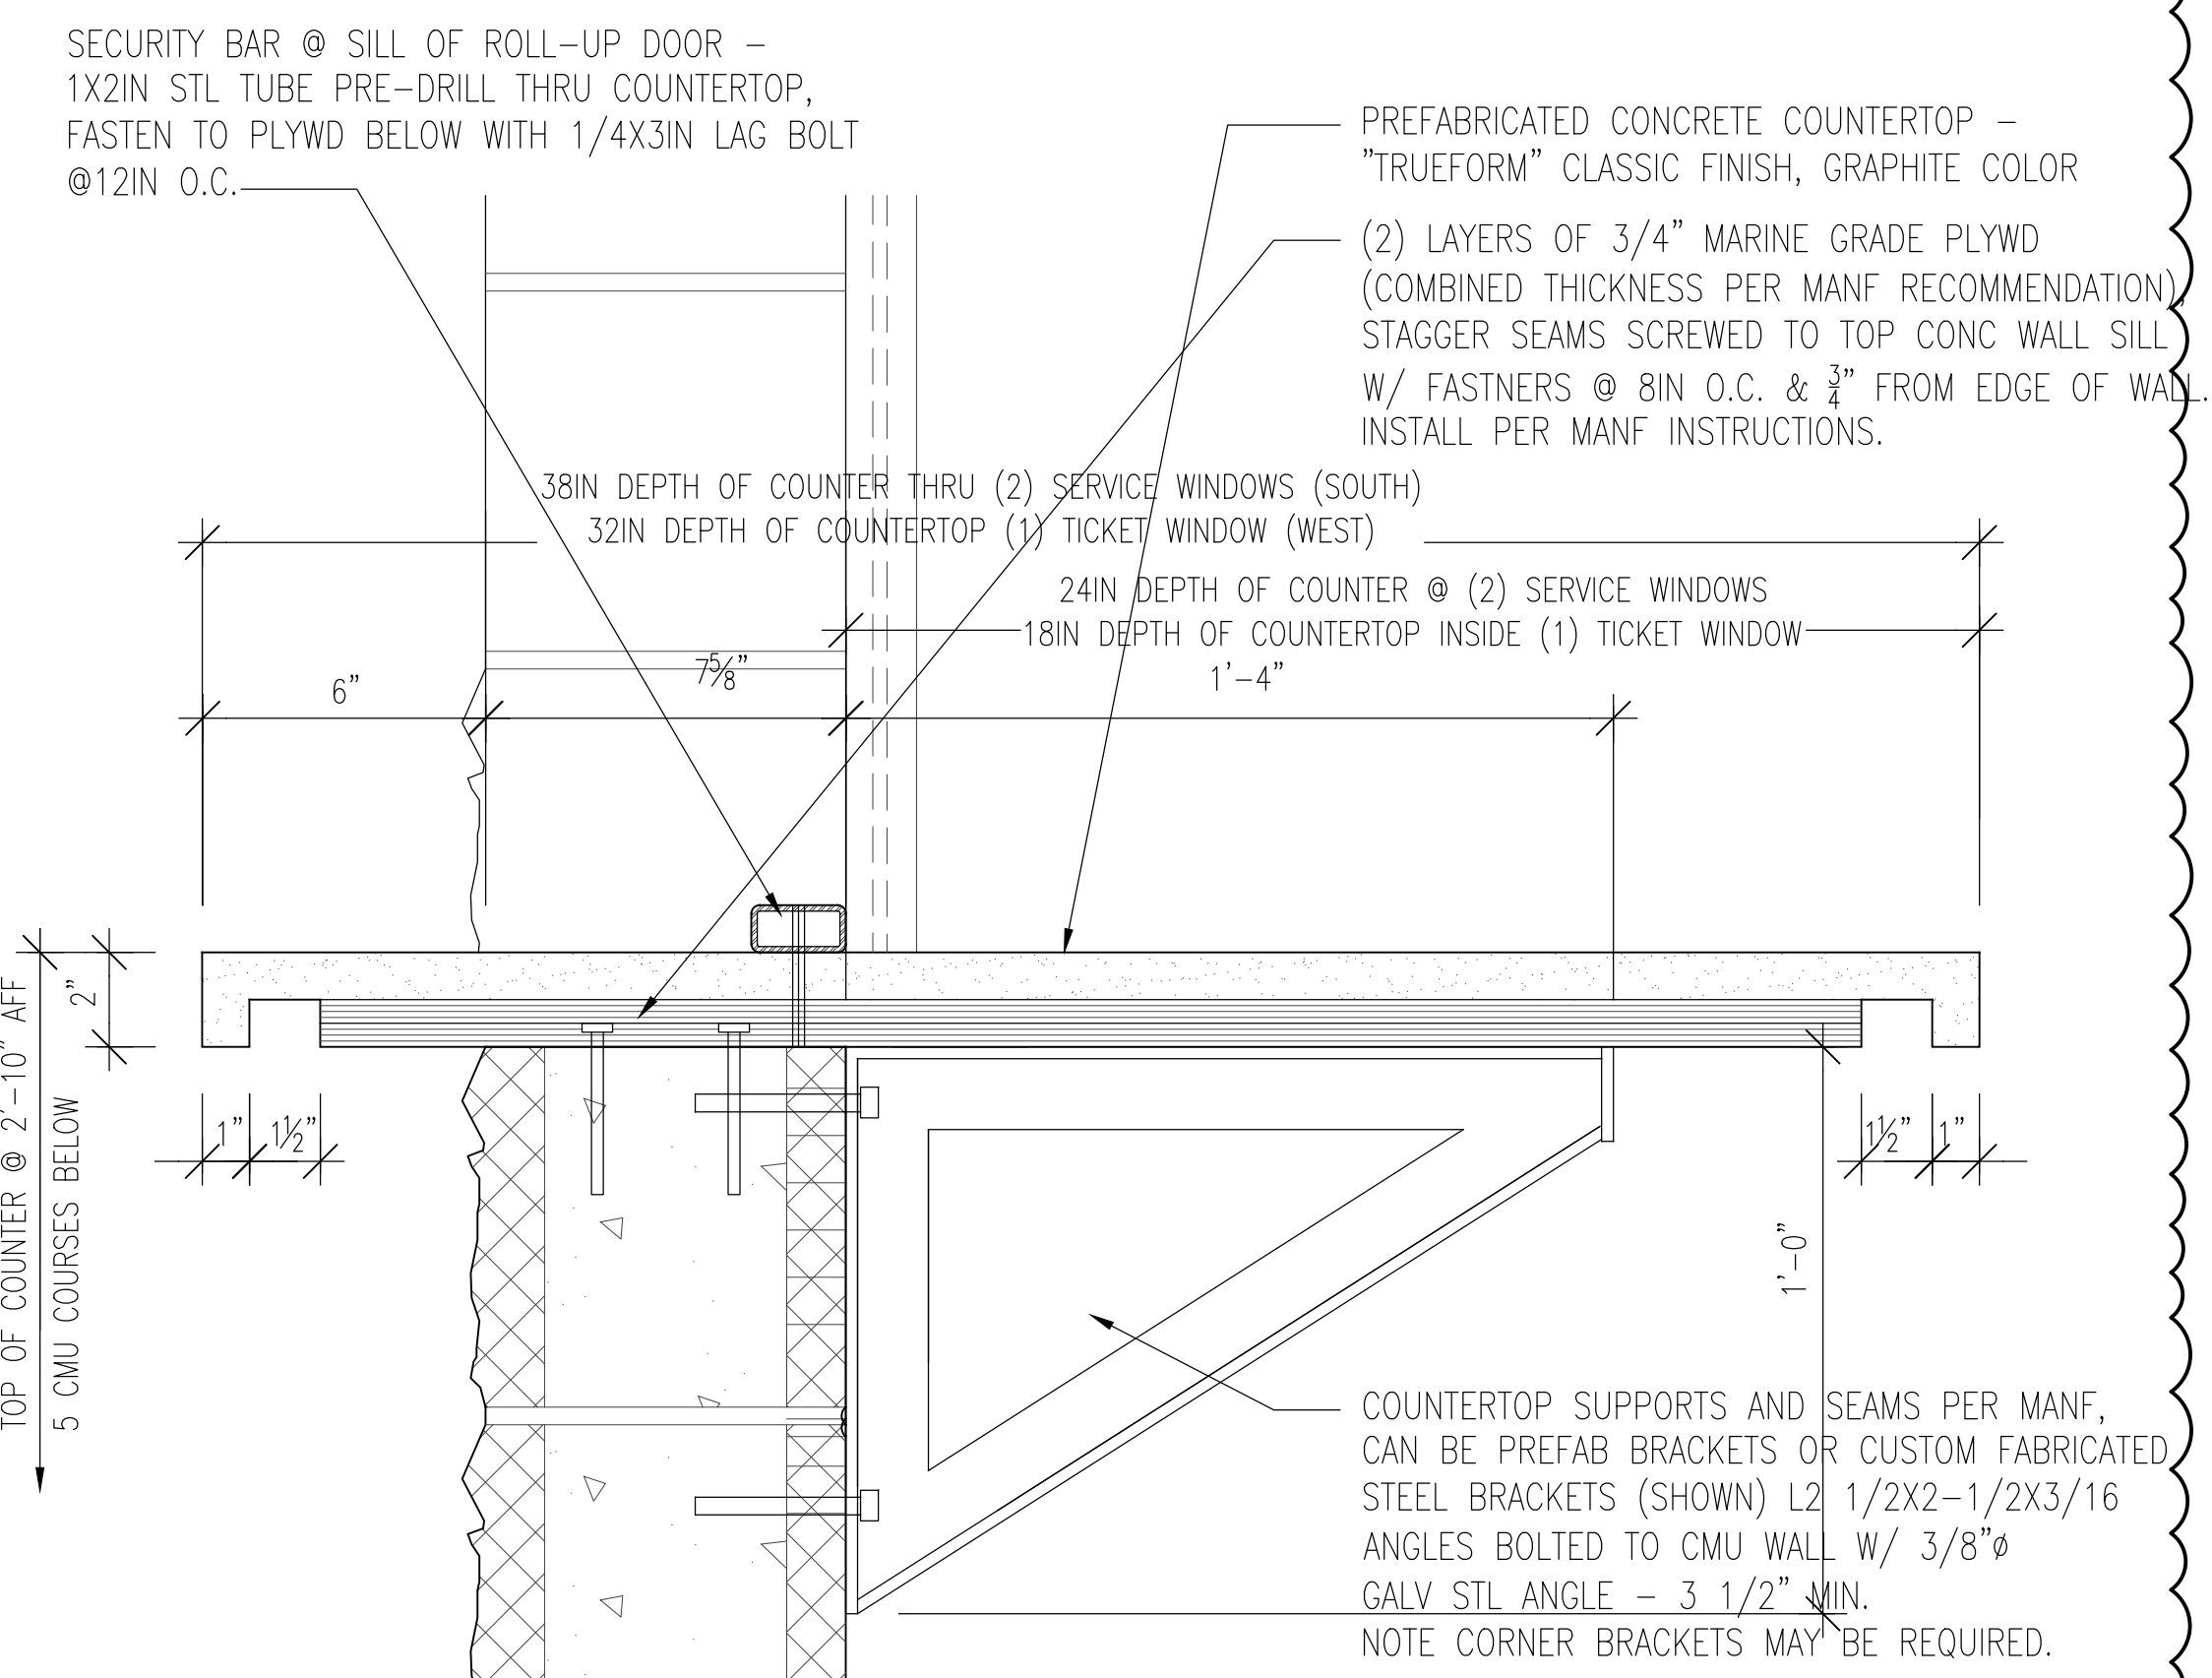 SECURITY BAR @ SILL OF ROLL-UP DOOR -
1X2IN STL TUBE PRE-DRILL THRU COUNTERTOP,
FASTEN TO PLYWD BELOW WITH 1/4X3IN LAG BOLT
@12IN O.C.
PREFABRICATED CONCRETE COUNTERTOP -
"TRUEFORM" CLASSIC FINISH, GRAPHITE COLOR
(2) LAYERS OF 3/4" MARINE GRADE PLYWD
(COMBINED THICKNESS PER MANF RECOMMENDATION),
STAGGER SEAMS SCREWED TO TOP CONC WALL SILL
W/ FASTNERS @ 8IN O.C. & 3/4" FROM EDGE OF WALL.
INSTALL PER MANF INSTRUCTIONS.
38IN DEPTH OF COUNTER THRU (2) SERVICE WINDOWS (SOUTH)
32IN DEPTH OF COUNTERTOP (1) TICKET WINDOW (WEST)
24IN DEPTH OF COUNTER @ (2) SERVICE WINDOWS
18IN DEPTH OF COUNTERTOP INSIDE (1) TICKET WINDOW
6"
7 5/8"
1'-4"
2"
TOP OF COUNTER @ 2'-10" AFF
5 CMU COURSES BELOW
1"
1 1/2"
1 1/2"
1"
1'-0"
COUNTERTOP SUPPORTS AND SEAMS PER MANF,
CAN BE PREFAB BRACKETS OR CUSTOM FABRICATED
STEEL BRACKETS (SHOWN) L2 1/2X2-1/2X3/16
ANGLES BOLTED TO CMU WALL W/ 3/8"ø
GALV STL ANGLE - 3 1/2" MIN.
NOTE CORNER BRACKETS MAY BE REQUIRED.